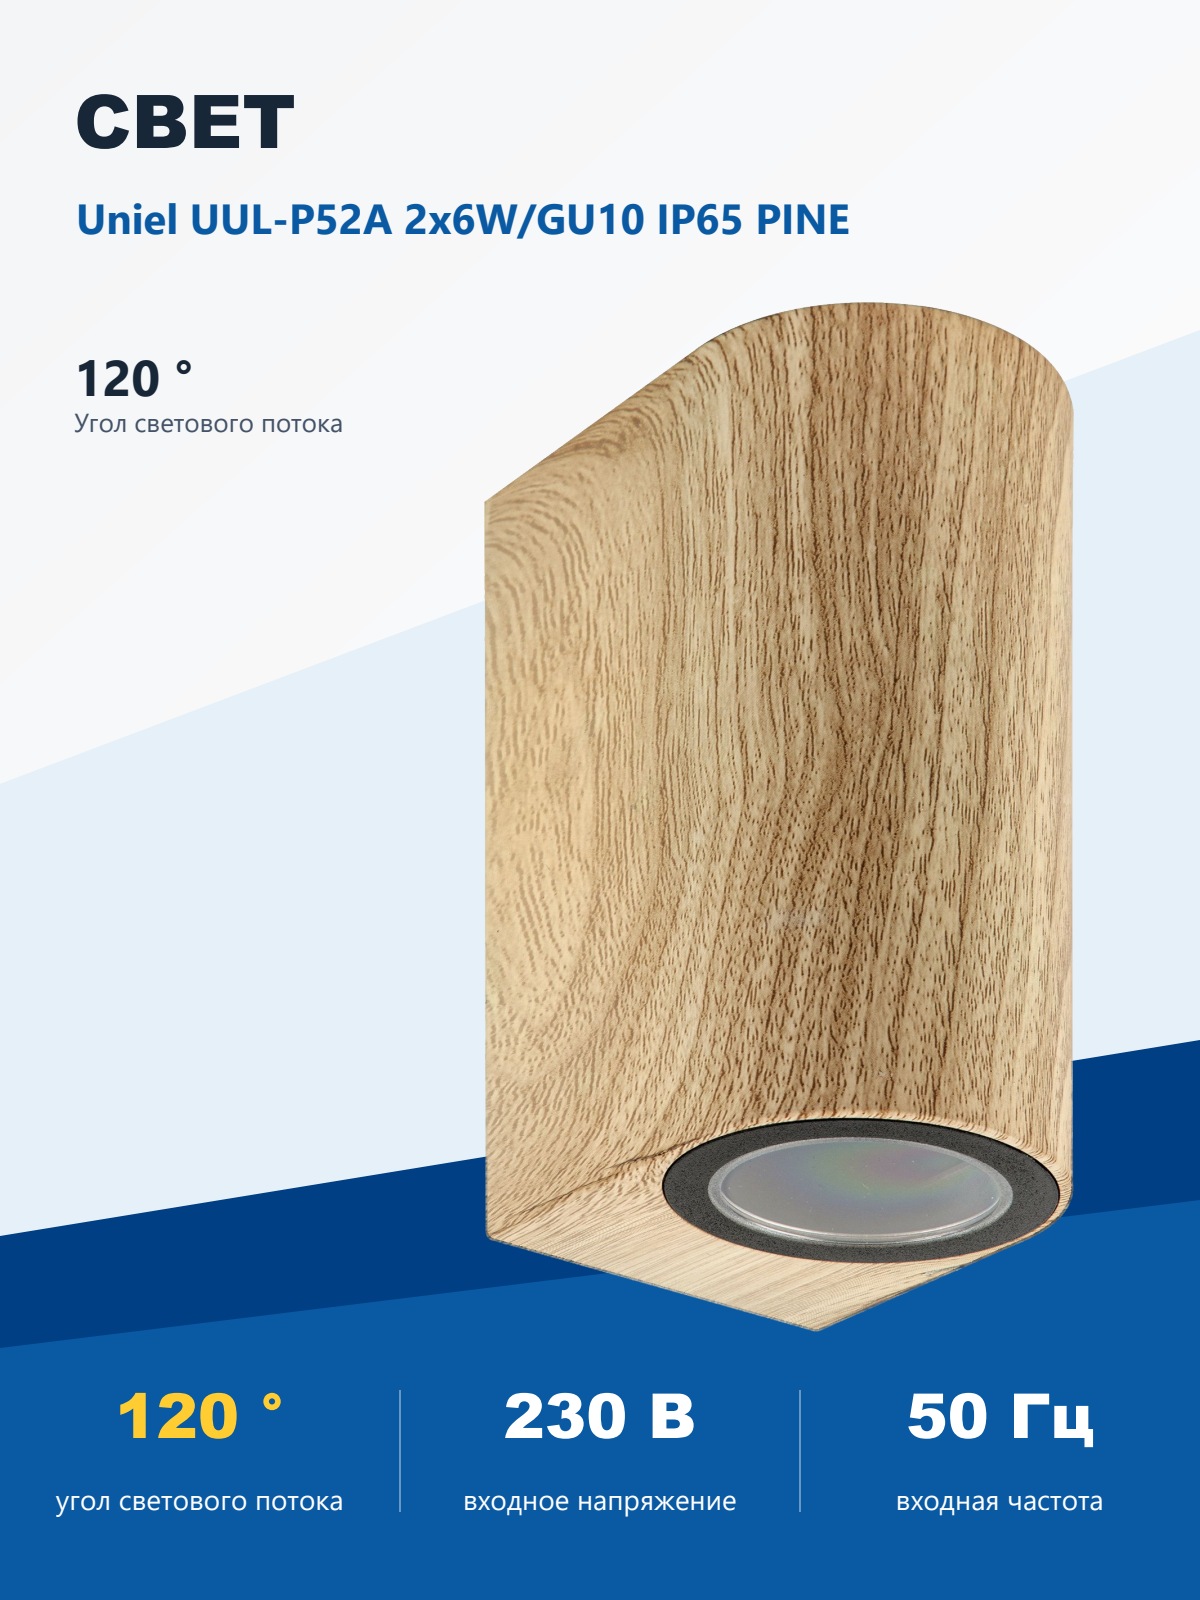 СВЕТ
Uniel UUL-P52A 2x6W/GU10 IP65 PINE
120 °
Угол светового потока
120 °
угол светового потока
230 В
входное напряжение
50 Гц
входная частота